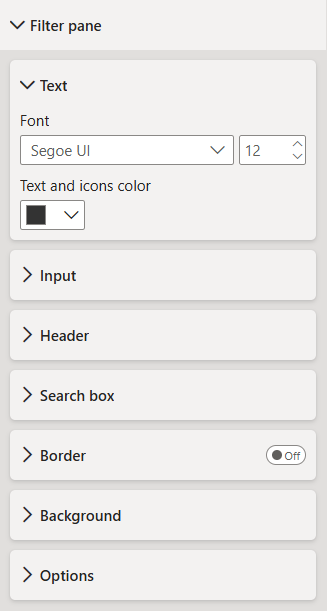 Filter pane
Text
Font
Segoe UI 12
Text and icons color
Input
Header
Search box
Border Off
Background
Options